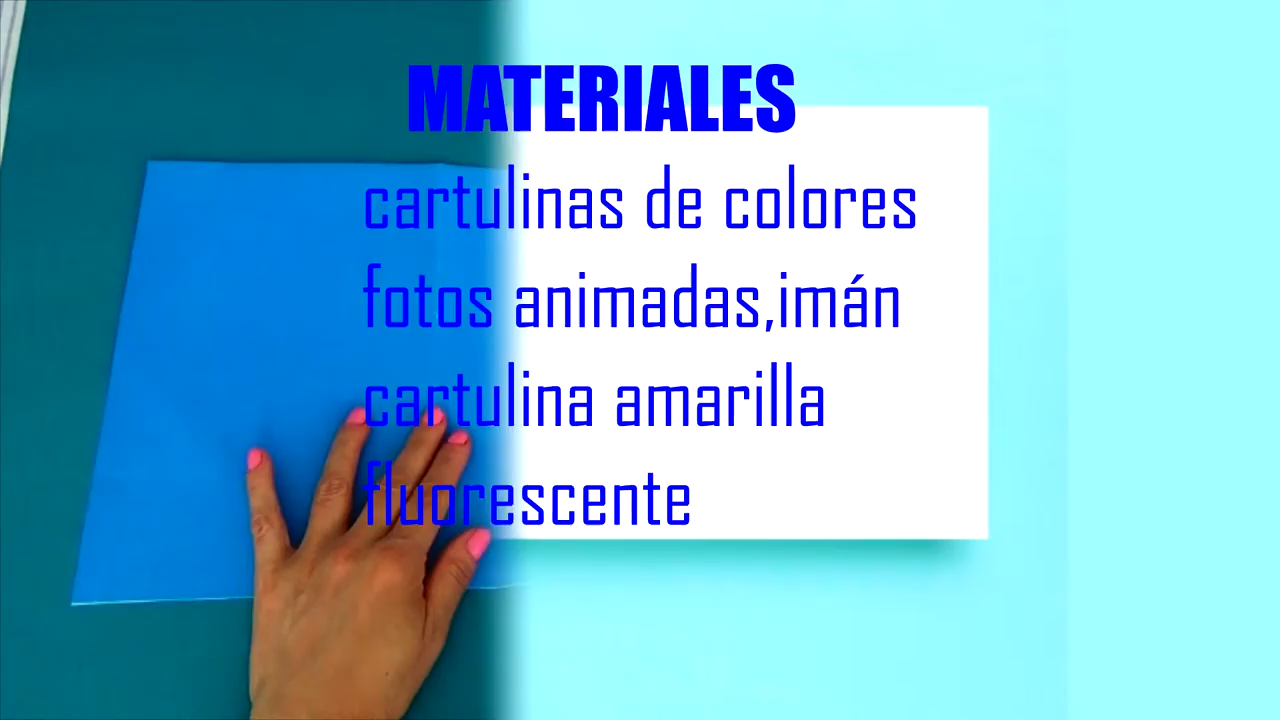 MATERIALES
cartulinas de colores
fotos animadas,imán
cartulina amarilla
fluorescente